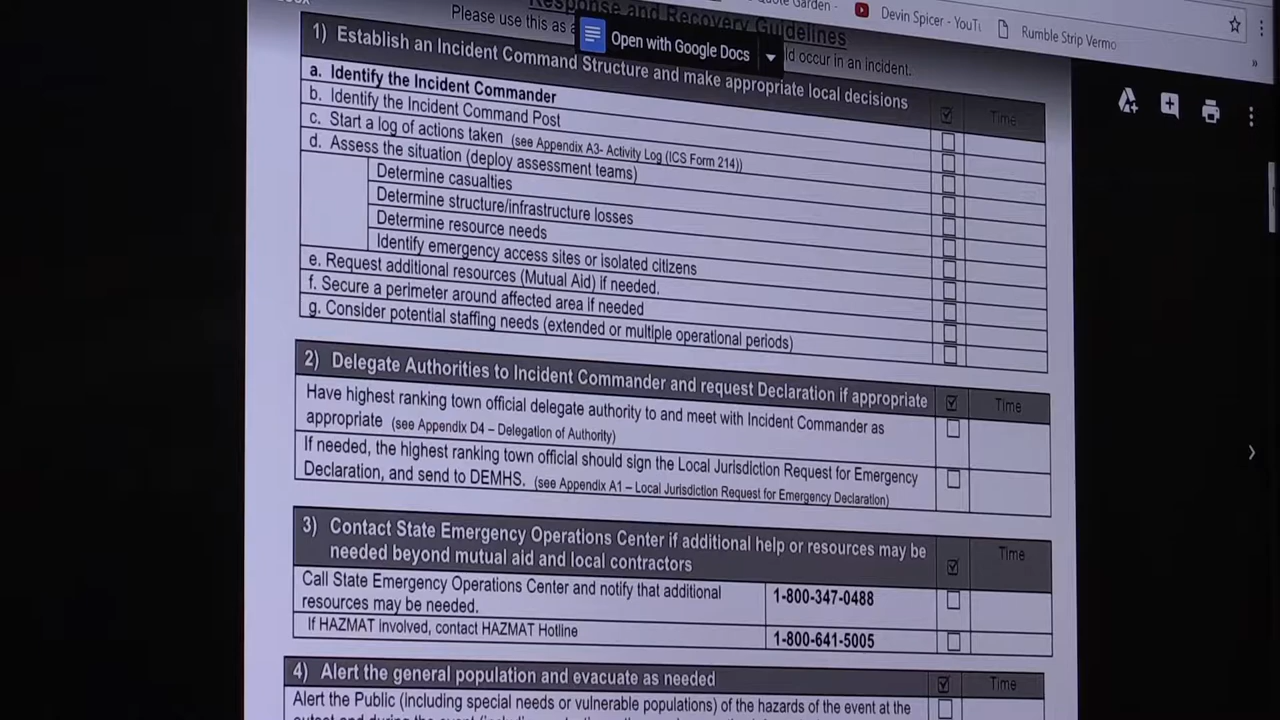 Quote Garden -
Devin Spicer - YouTu
Rumble Strip Vermo
Response and Recovery Guidelines
Please use this as a
Open with Google Docs
ld occur in an incident.
1) Establish an Incident Command Structure and make appropriate local decisions
Time
a. Identify the Incident Commander
b. Identify the Incident Command Post
c. Start a log of actions taken (see Appendix A3- Activity Log (ICS Form 214))
d. Assess the situation (deploy assessment teams)
Determine casualties
Determine structure/infrastructure losses
Determine resource needs
Identify emergency access sites or isolated citizens
e. Request additional resources (Mutual Aid) if needed.
f. Secure a perimeter around affected area if needed
g. Consider potential staffing needs (extended or multiple operational periods)
2) Delegate Authorities to Incident Commander and request Declaration if appropriate
Time
Have highest ranking town official delegate authority to and meet with Incident Commander as
appropriate (see Appendix D4 – Delegation of Authority)
If needed, the highest ranking town official should sign the Local Jurisdiction Request for Emergency
Declaration, and send to DEMHS. (see Appendix A1 – Local Jurisdiction Request for Emergency Declaration)
3) Contact State Emergency Operations Center if additional help or resources may be
needed beyond mutual aid and local contractors
Time
Call State Emergency Operations Center and notify that additional
resources may be needed.
1-800-347-0488
If HAZMAT involved, contact HAZMAT Hotline
1-800-641-5005
4) Alert the general population and evacuate as needed
Time
Alert the Public (including special needs or vulnerable populations) of the hazards of the event at the